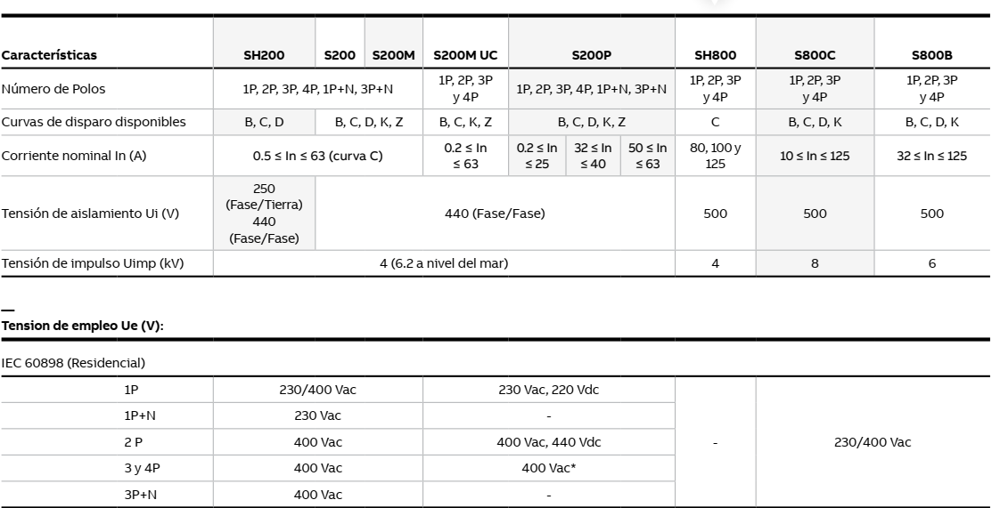 Características SH200 S200 S200M S200M UC S200P SH800 S800C S800B
Número de Polos 1P, 2P, 3P, 4P, 1P+N, 3P+N 1P, 2P, 3P y 4P 1P, 2P, 3P, 4P, 1P+N, 3P+N 1P, 2P, 3P y 4P 1P, 2P, 3P y 4P 1P, 2P, 3P y 4P
Curvas de disparo disponibles B, C, D B, C, D, K, Z B, C, K, Z B, C, D, K, Z C B, C, D, K B, C, D, K
Corriente nominal In (A) 0.5 ≤ In ≤ 63 (curva C) 0.2 ≤ In ≤ 63 0.2 ≤ In ≤ 25 32 ≤ In ≤ 40 50 ≤ In ≤ 63 80, 100 y 125 10 ≤ In ≤ 125 32 ≤ In ≤ 125
Tensión de aislamiento Ui (V) 250 (Fase/Tierra) 440 (Fase/Fase) 440 (Fase/Fase) 500 500 500
Tensión de impulso Uimp (kV) 4 (6.2 a nivel del mar) 4 8 6
Tension de empleo Ue (V):
IEC 60898 (Residencial)
1P 230/400 Vac 230 Vac, 220 Vdc - 230/400 Vac
1P+N 230 Vac -
2 P 400 Vac 400 Vac, 440 Vdc
3 y 4P 400 Vac 400 Vac*
3P+N 400 Vac -